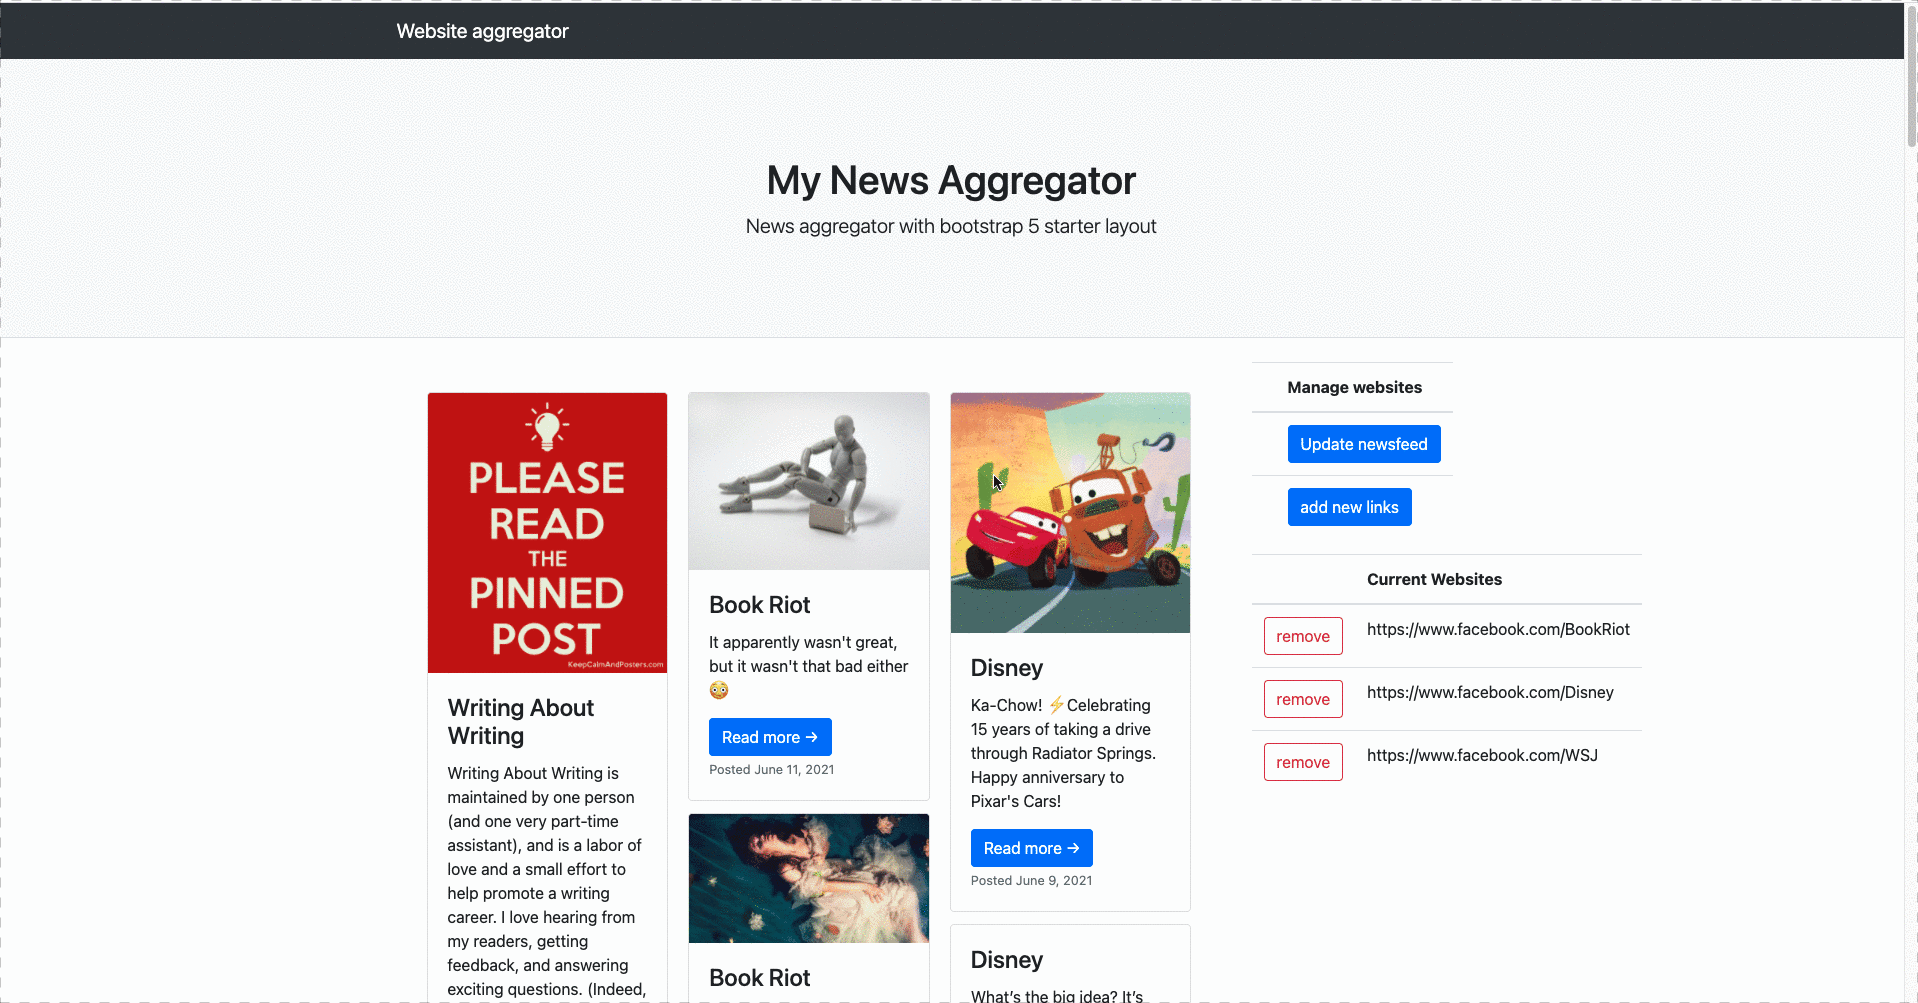 Website aggregator
My News Aggregator
News aggregator with bootstrap 5 starter layout
PLEASE
READ
THE
PINNED
POST
KeepCalmAndPosters.com
Writing About
Writing
Writing About Writing is
maintained by one person
(and one very part-time
assistant), and is a labor of
love and a small effort to
help promote a writing
career. I love hearing from
my readers, getting
feedback, and answering
exciting questions. (Indeed,
Book Riot
It apparently wasn't great,
but it wasn't that bad either
😳
Read more →
Posted June 11, 2021
Book Riot
Disney
Ka-Chow! ⚡Celebrating
15 years of taking a drive
through Radiator Springs.
Happy anniversary to
Pixar's Cars!
Read more →
Posted June 9, 2021
Disney
What's the big idea? It's
Manage websites
Update newsfeed
add new links
Current Websites
remove https://www.facebook.com/BookRiot
remove https://www.facebook.com/Disney
remove https://www.facebook.com/WSJ